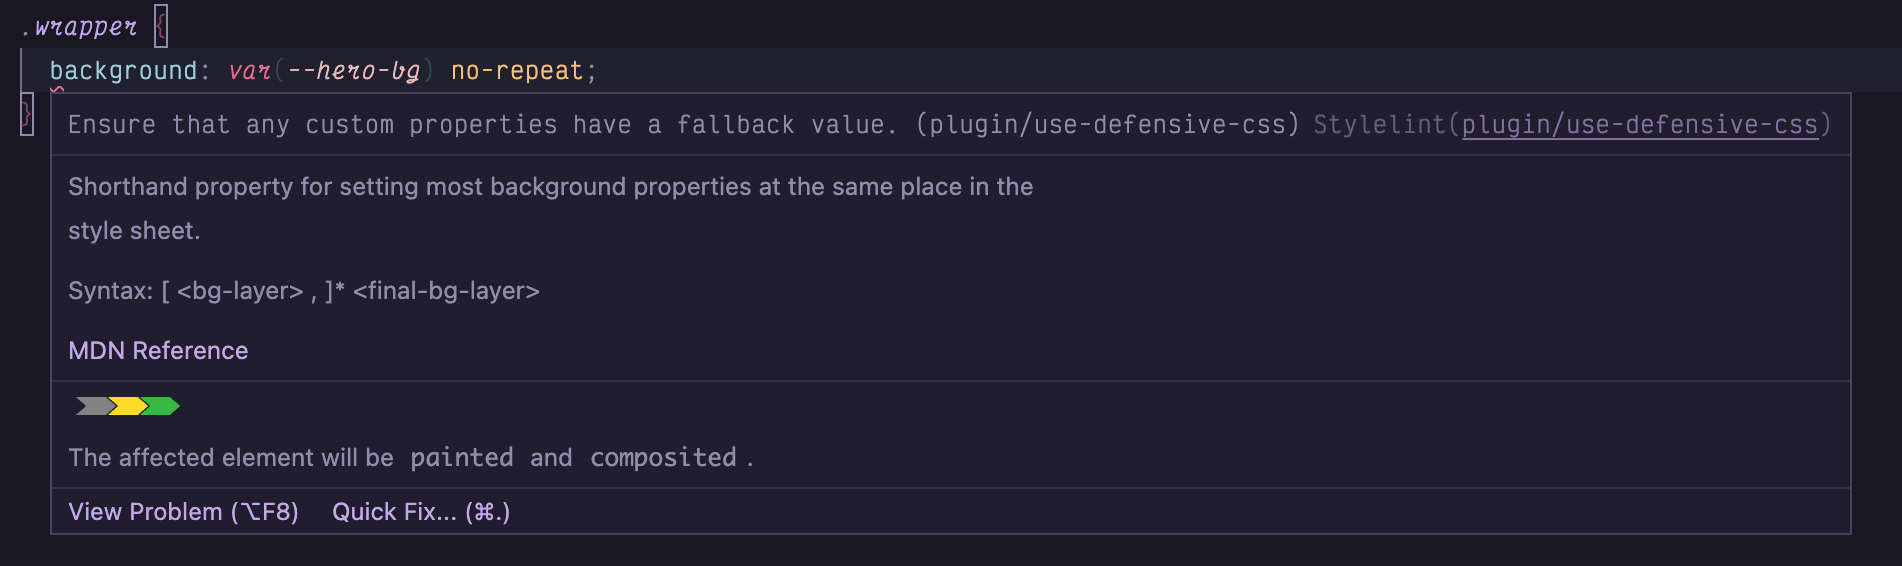 .wrapper {
background: var(--hero-bg) no-repeat;
}
Ensure that any custom properties have a fallback value. (plugin/use-defensive-css) Stylelint(plugin/use-defensive-css)
Shorthand property for setting most background properties at the same place in the
style sheet.
Syntax: [ <bg-layer> , ]* <final-bg-layer>
MDN Reference
The affected element will be painted and composited .
View Problem (⌥F8) Quick Fix... (⌘.)